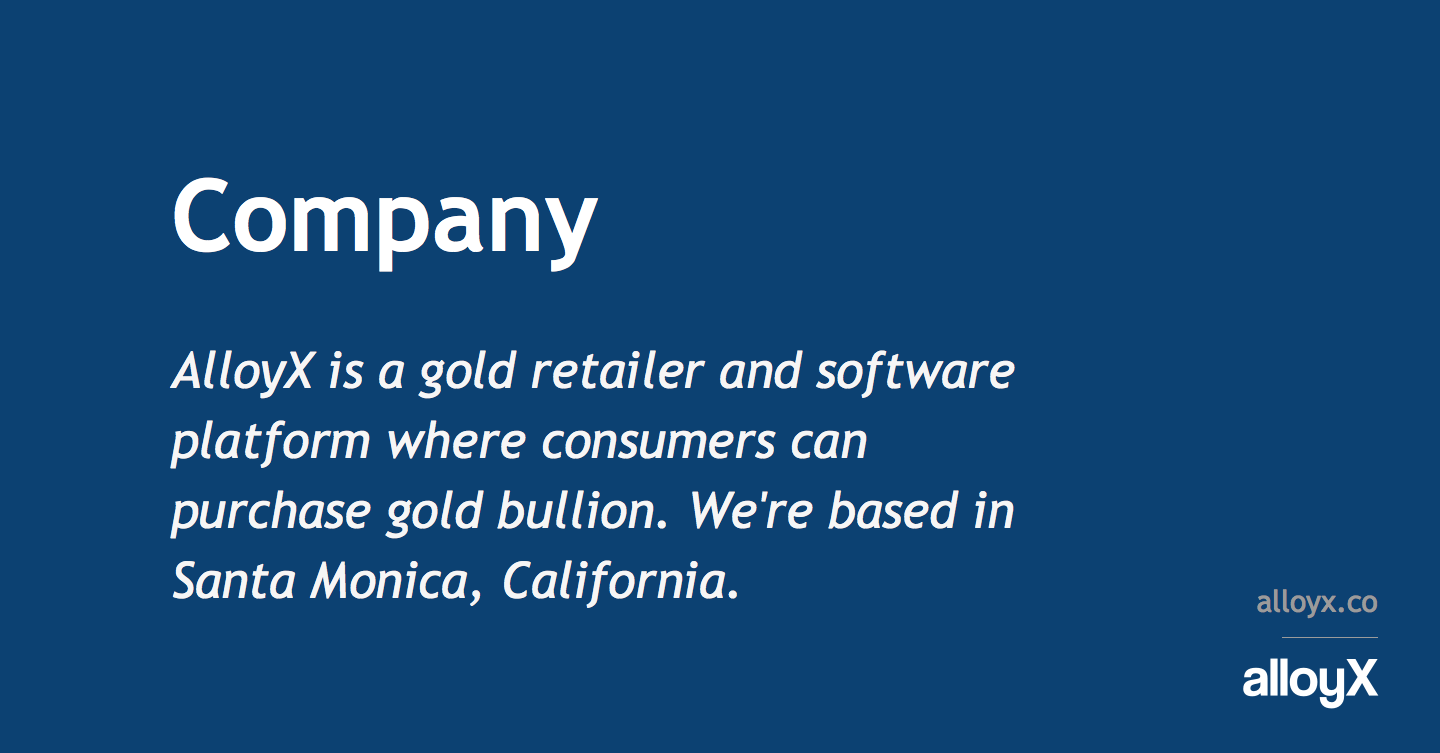 Company
AlloyX is a gold retailer and software
platform where consumers can
purchase gold bullion. We're based in
Santa Monica, California.
alloyx.co
alloyX